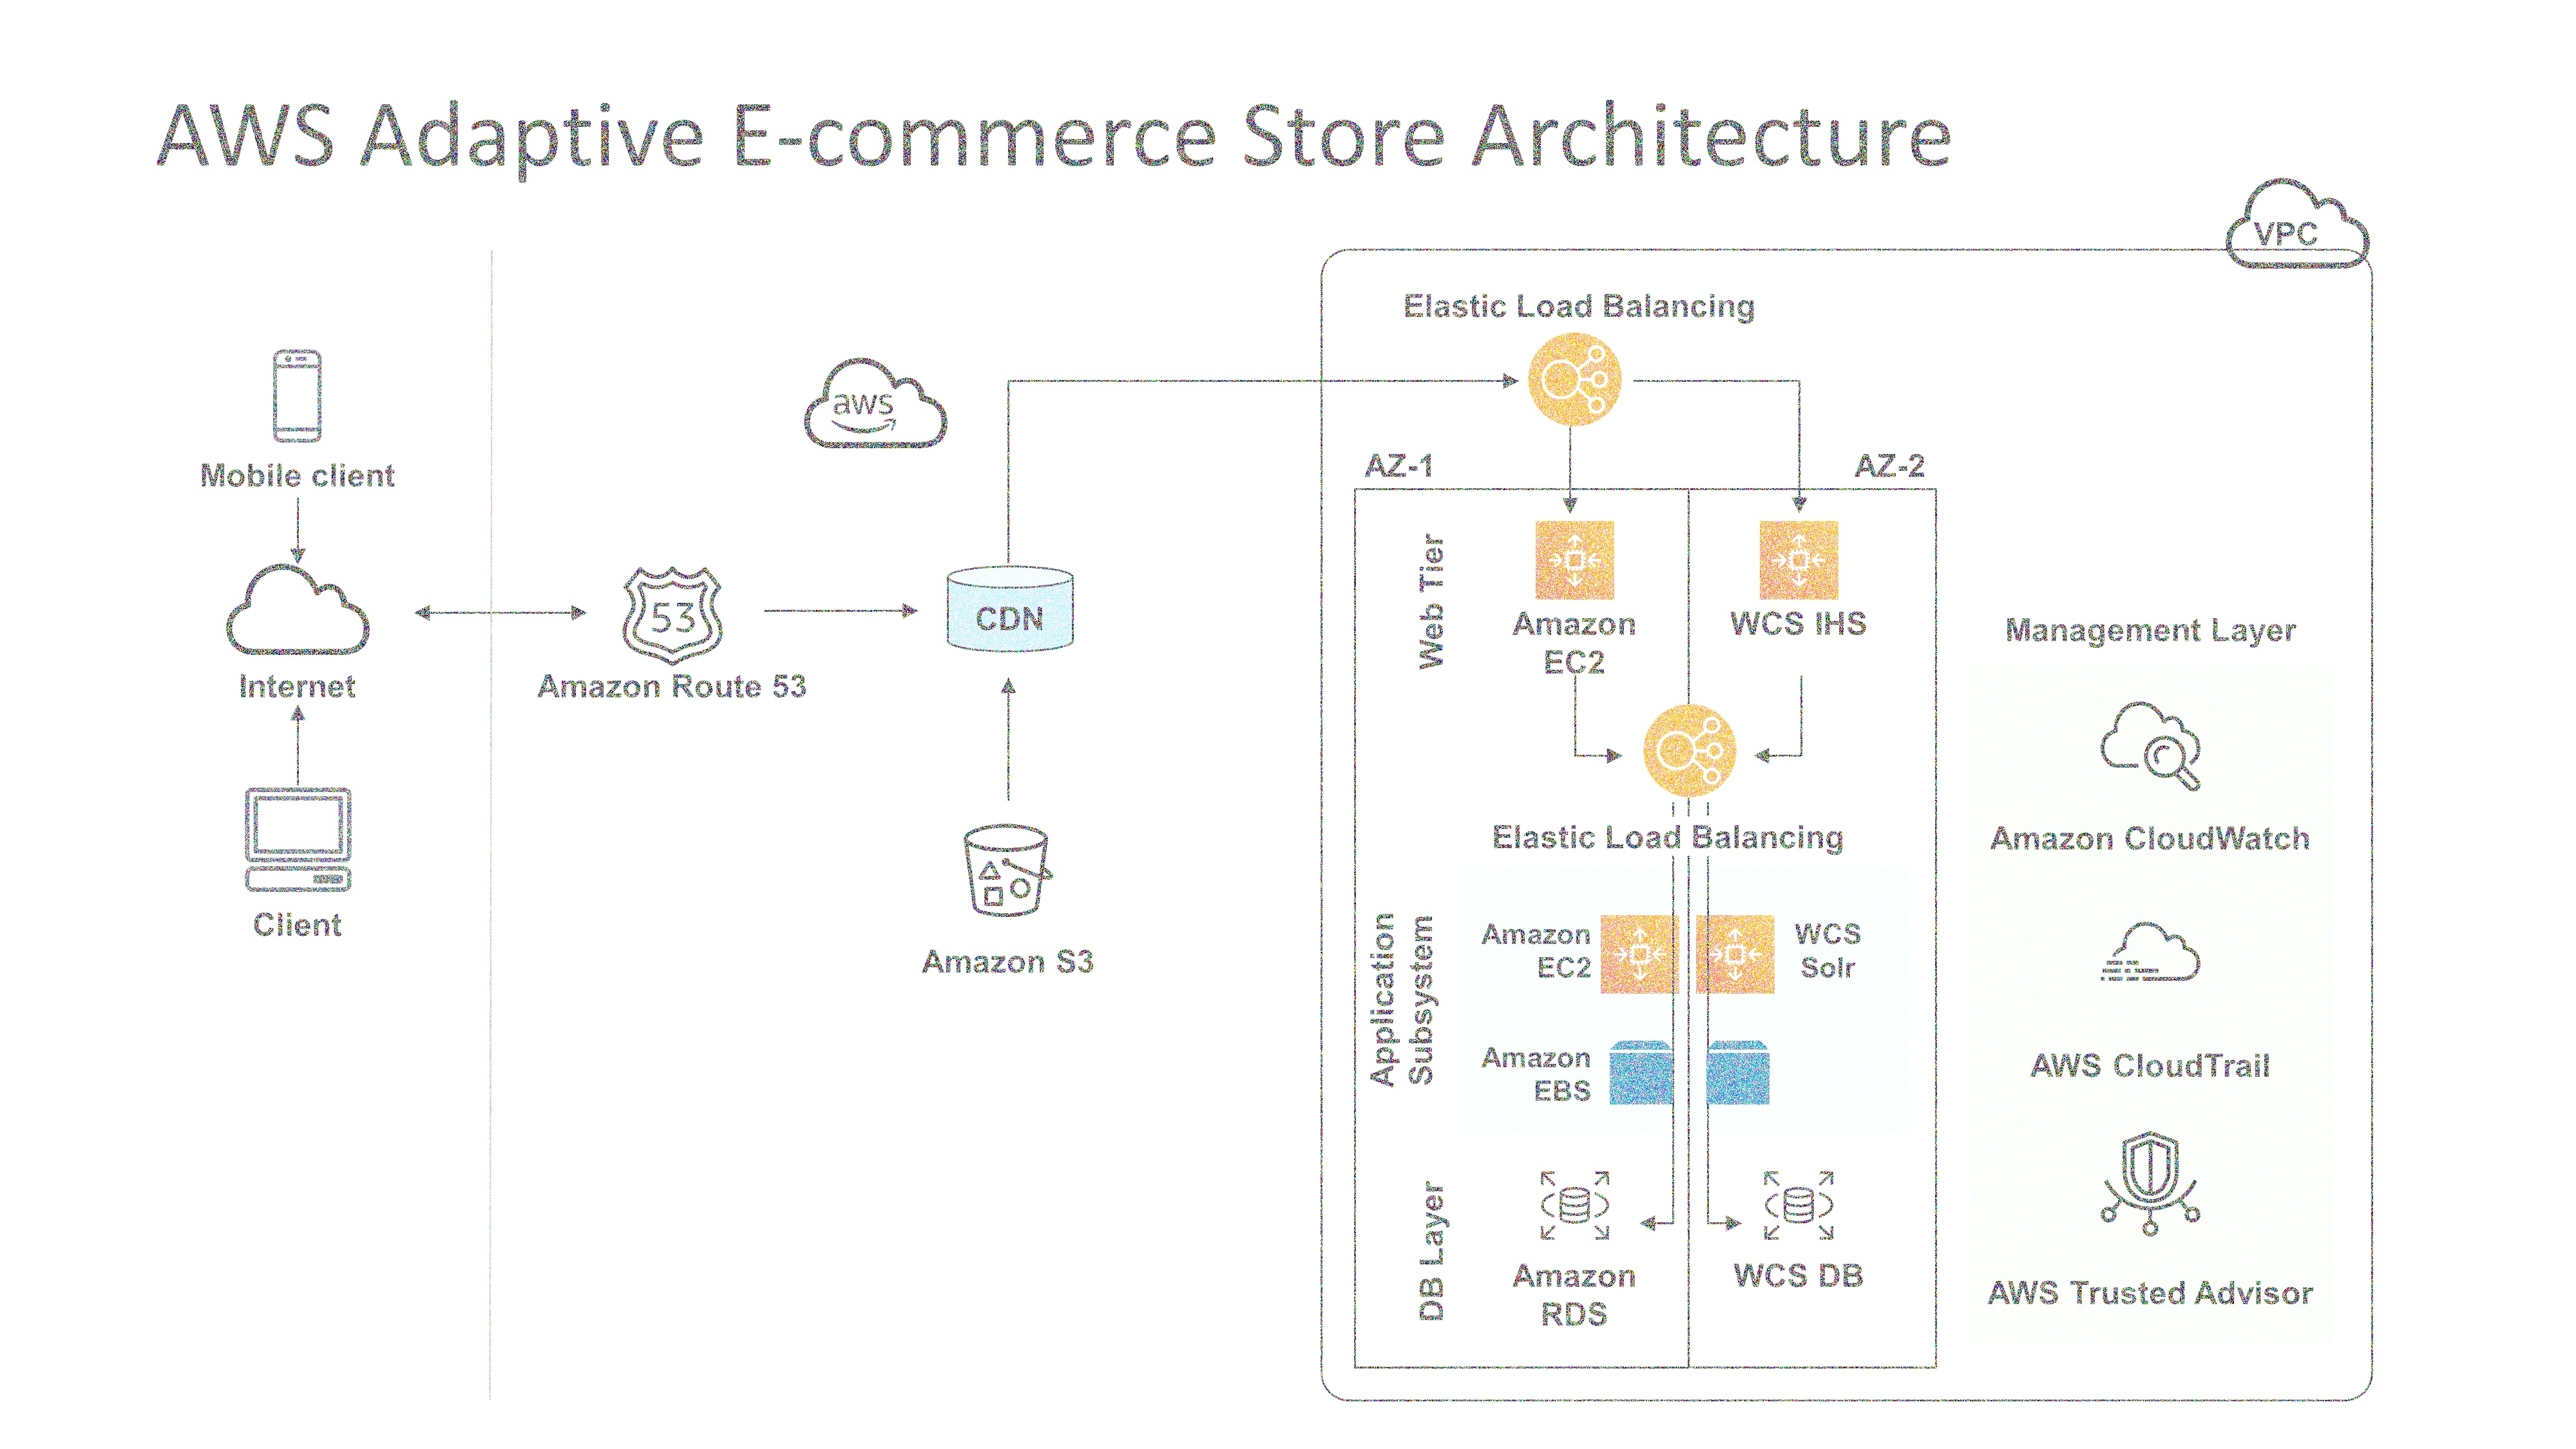 AWS Adaptive E-commerce Store Architecture
VPC
Elastic Load Balancing
aws
Mobile client
AZ-1
AZ-2
Web Tier
53
CDN
Amazon
EC2
WCS IHS
Management Layer
Internet
Amazon Route 53
Elastic Load Balancing
Amazon CloudWatch
Client
Amazon S3
Application
Subsystem
Amazon
EC2
WCS
Solr
Amazon
EBS
AWS CloudTrail
DB Layer
Amazon
RDS
WCS DB
AWS Trusted Advisor